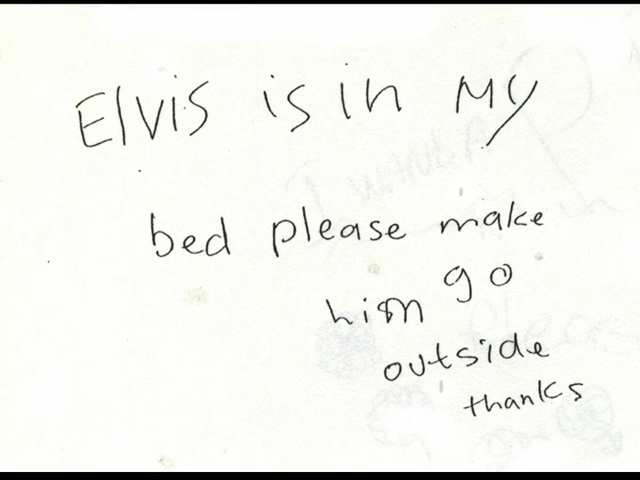 Elvis is in my
bed please make
him go
outside
thanks